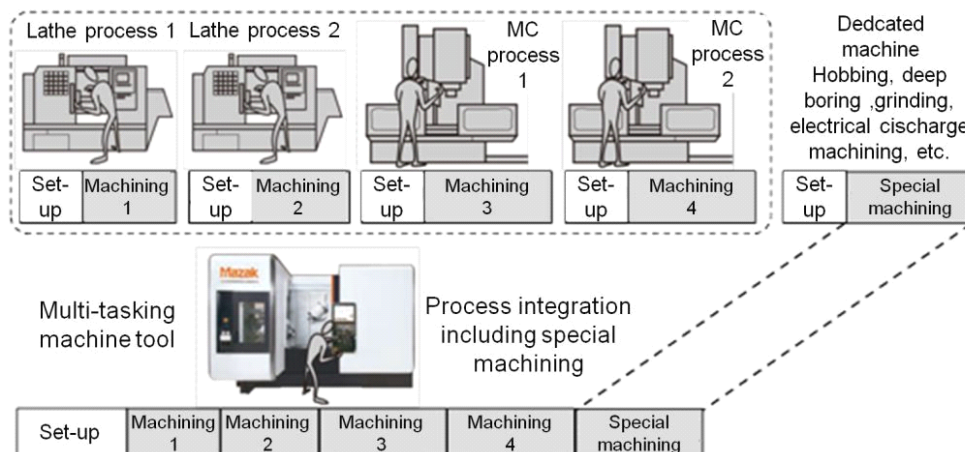 Lathe process 1
Lathe process 2
MC
process
1
MC
process
2
Dedcated
machine
Hobbing, deep
boring ,grinding,
electrical cischarge
machining, etc.
Set-
up
Machining
1
Set-
up
Machining
2
Set-
up
Machining
3
Set-
up
Machining
4
Set-
up
Special
machining
Multi-tasking
machine tool
Mazak
Process integration
including special
machining
Set-up
Machining
1
Machining
2
Machining
3
Machining
4
Special
machining